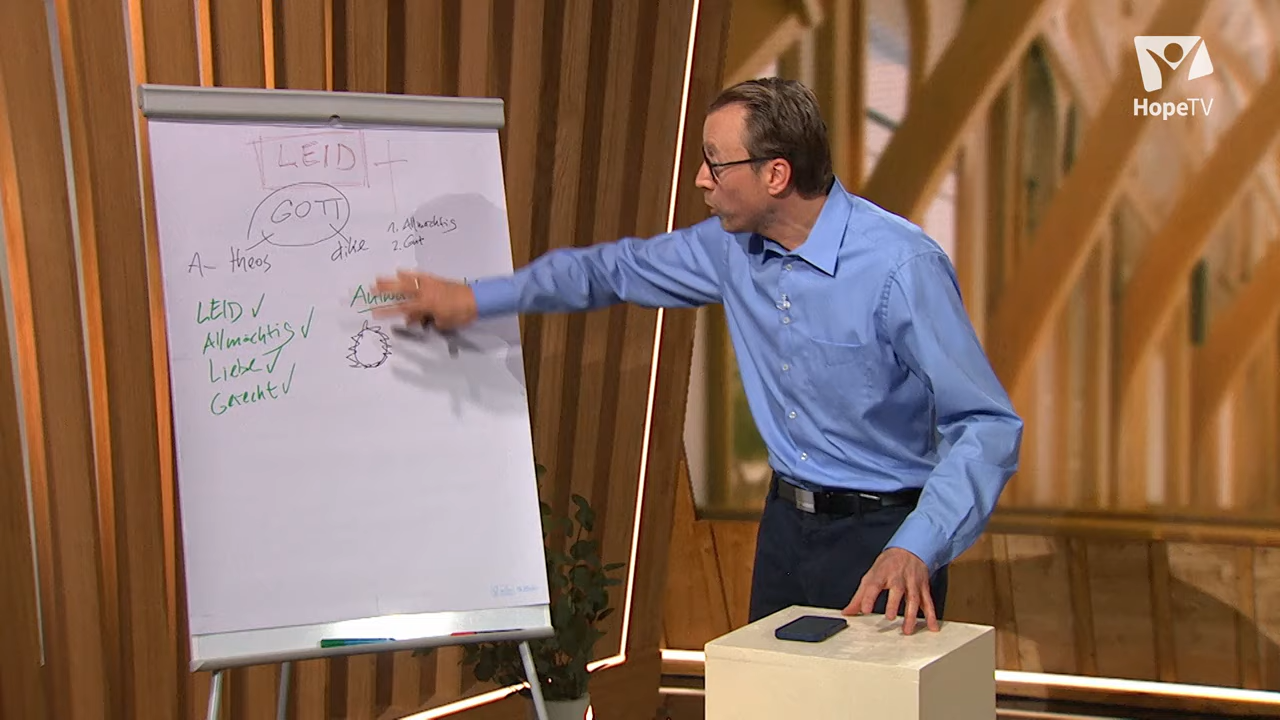 HopeTV
LEID
GOTT
1. Allmächtig
2. Gut
A- theos
dike
LEID ✓
Allmächtig ✓
Liebe ✓
Gerecht ✓